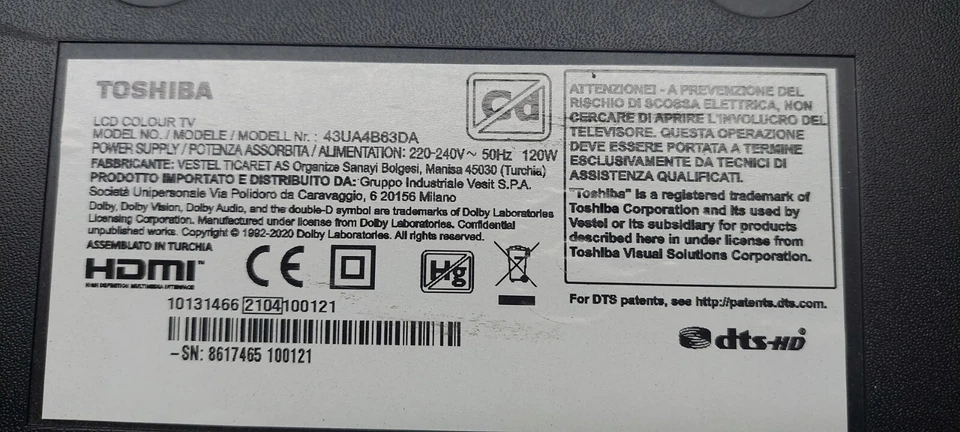 TOSHIBA
LCD COLOUR TV
MODEL NO. / MODELE / MODELL Nr. : 43UA4B63DA
POWER SUPPLY / POTENZA ASSORBITA / ALIMENTATION: 220-240V~ 50Hz 120W
FABBRICANTE: VESTEL TICARET AS Organize Sanayi Bolgesi, Manisa 45030 (Turchia)
PRODOTTO IMPORTATO E DISTRIBUITO DA: Gruppo Industriale Vesit S.P.A.
Società Unipersonale Via Polidoro da Caravaggio, 6 20156 Milano
Dolby, Dolby Vision, Dolby Audio, and the double-D symbol are trademarks of Dolby Laboratories
Licensing Corporation. Manufactured under license from Dolby Laboratories. Confidential
unpublished works. Copyright © 1992-2020 Dolby Laboratories. All rights reserved.
ASSEMBLATO IN TURCHIA
HDMI™
HIGH DEFINITION MULTIMEDIA INTERFACE
CE
Hg
10131466 2104 100121
-SN: 8617465 100121
Cd
ATTENZIONE! - A PREVENZIONE DEL
RISCHIO DI SCOSSA ELETTRICA, NON
CERCARE DI APRIRE L'INVOLUCRO DEL
TELEVISORE. QUESTA OPERAZIONE
DEVE ESSERE PORTATA A TERMINE
ESCLUSIVAMENTE DA TECNICI DI
ASSISTENZA QUALIFICATI.
"Toshiba" is a registered trademark of
Toshiba Corporation and its used by
Vestel or its subsidiary for products
described here in under license from
Toshiba Visual Solutions Corporation.
For DTS patents, see http://patents.dts.com.
dts-HD